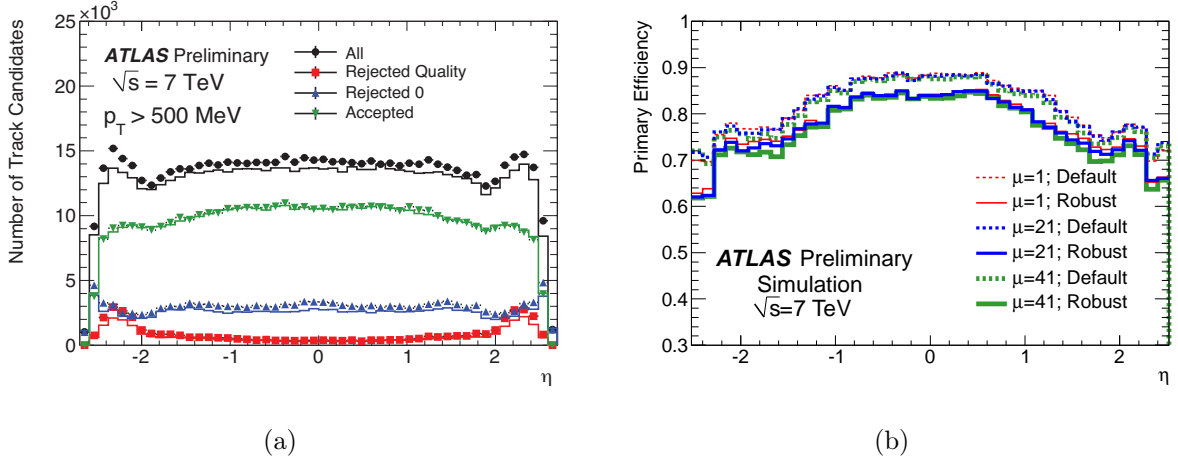 ×10³
25
20
15
10
5
0
Number of Track Candidates
ATLAS Preliminary
√s = 7 TeV
p_T > 500 MeV
All
Rejected Quality
Rejected 0
Accepted
-2 -1 0 1 2
η
(a)
1
0.9
0.8
0.7
0.6
0.5
0.4
0.3
Primary Efficiency
μ=1; Default
μ=1; Robust
μ=21; Default
μ=21; Robust
μ=41; Default
μ=41; Robust
ATLAS Preliminary
Simulation
√s=7 TeV
-2 -1 0 1 2
η
(b)